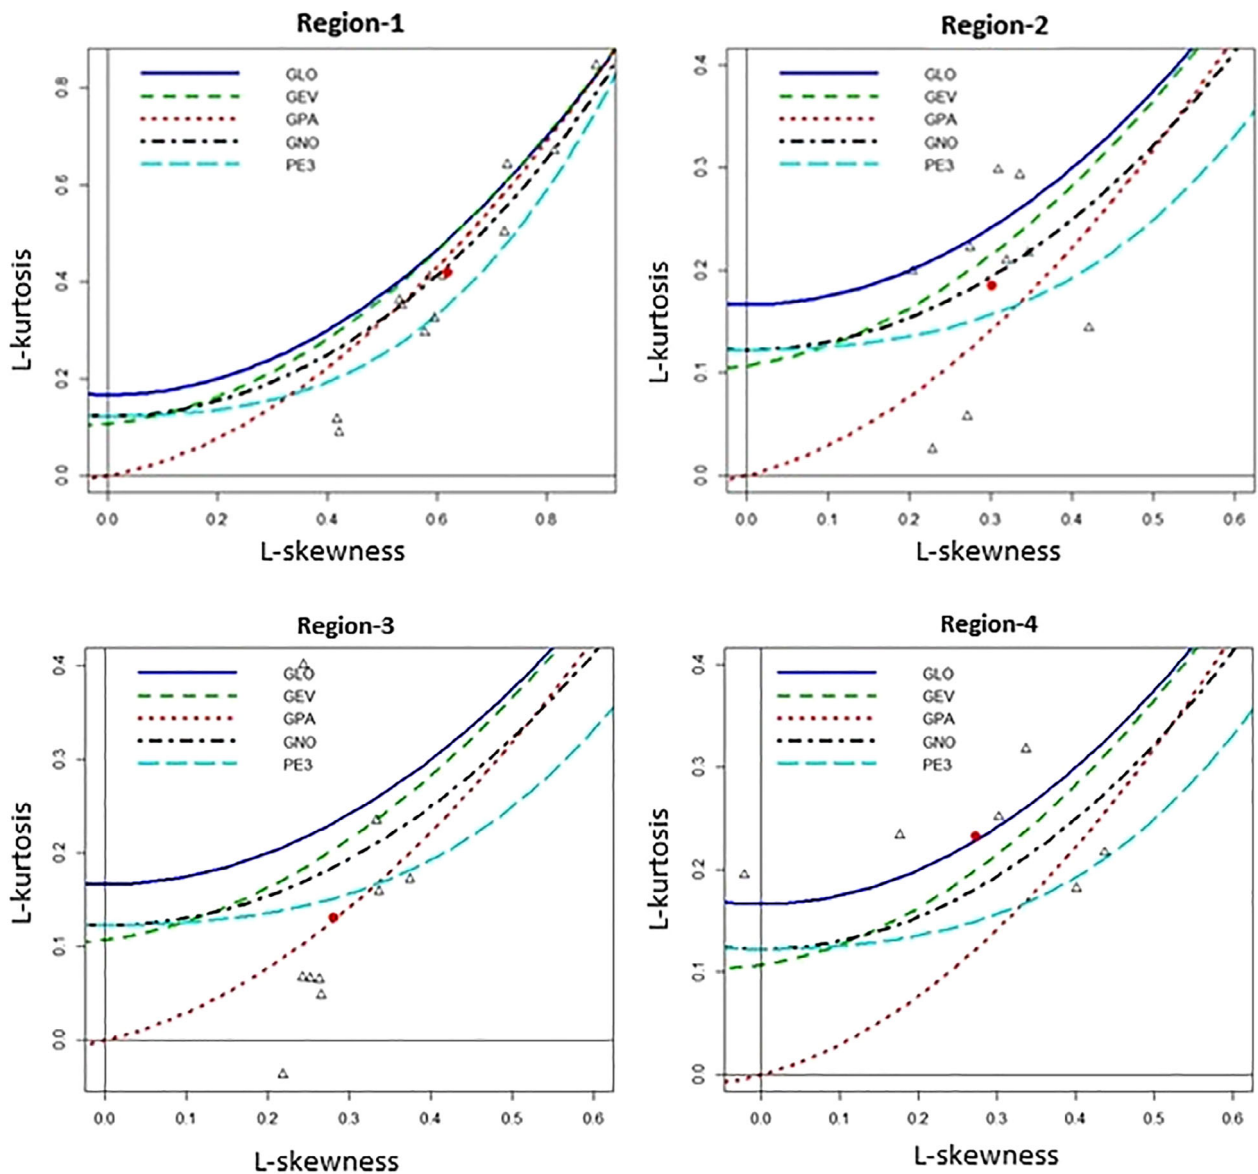 Region-1
GLO
GEV
GPA
GNO
PE3
L-kurtosis
0.0 0.2 0.4 0.6 0.8
0.0 0.2 0.4 0.6 0.8
L-skewness
Region-2
GLO
GEV
GPA
GNO
PE3
L-kurtosis
0.0 0.1 0.2 0.3 0.4
0.0 0.1 0.2 0.3 0.4 0.5 0.6
L-skewness
Region-3
GLO
GEV
GPA
GNO
PE3
L-kurtosis
0.0 0.1 0.2 0.3 0.4
0.0 0.1 0.2 0.3 0.4 0.5 0.6
L-skewness
Region-4
GLO
GEV
GPA
GNO
PE3
L-kurtosis
0.0 0.1 0.2 0.3 0.4
0.0 0.1 0.2 0.3 0.4 0.5 0.6
L-skewness